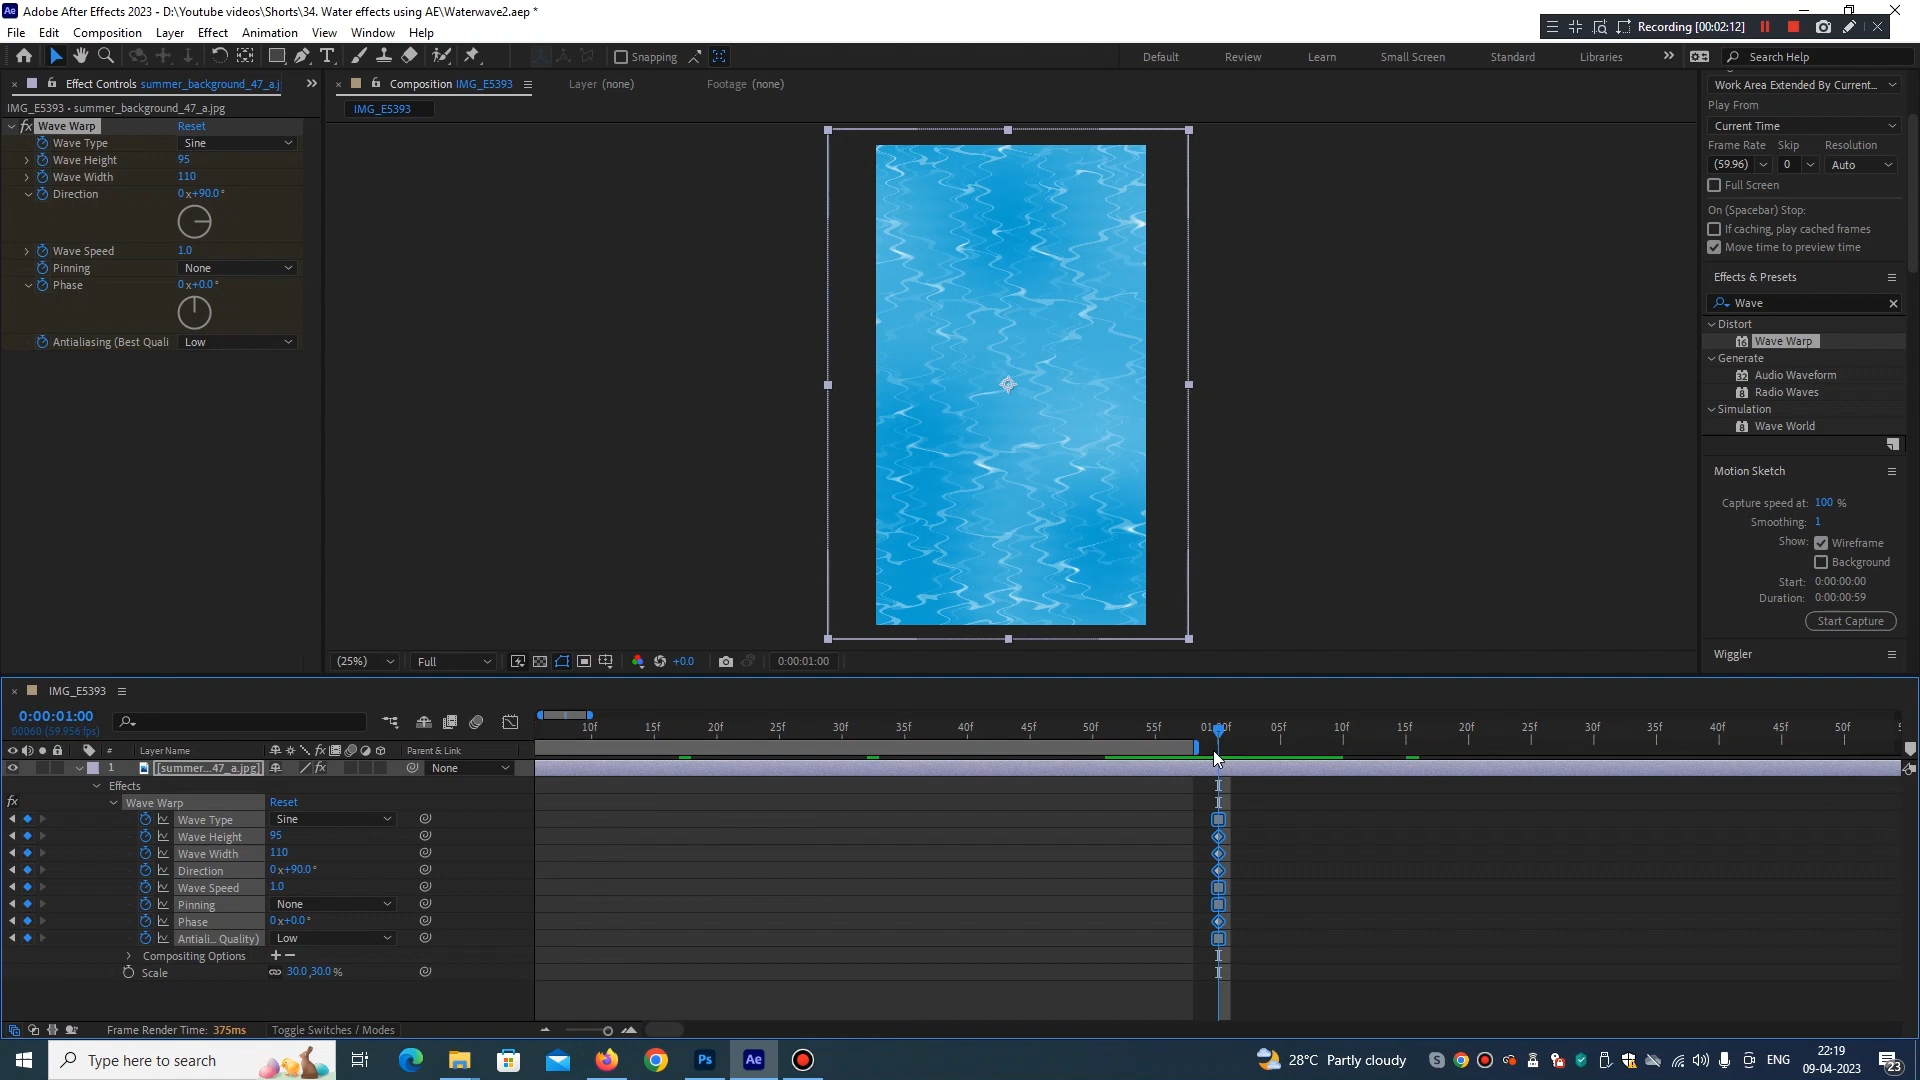 Adobe After Effects 2023 - D:\Youtube videos\Shorts\34. Water effects using AE\Waterwave2.aep *
Recording [00:02:12]
File Edit Composition Layer Effect Animation View Window Help
Snapping
Default Review Learn Small Screen Standard Libraries
Search Help
Effect Controls summer_background_47_a.j
IMG_E5393 • summer_background_47_a.jpg
fx Wave Warp Reset
Wave Type Sine
Wave Height 95
Wave Width 110
Direction 0x+90.0°
Wave Speed 1.0
Pinning None
Phase 0x+0.0°
Antialiasing (Best Quali Low
Composition IMG_E5393
Layer (none)
Footage (none)
IMG_E5393
(25%) Full +0.0 0:00:01:00
Work Area Extended By Current...
Play From
Current Time
Frame Rate Skip Resolution
(59.96) 0 Auto
Full Screen
On (Spacebar) Stop:
If caching, play cached frames
Move time to preview time
Effects & Presets
Wave
Distort
Wave Warp
Generate
Audio Waveform
Radio Waves
Simulation
Wave World
Motion Sketch
Capture speed at: 100 %
Smoothing: 1
Show: Wireframe
Background
Start: 0:00:00:00
Duration: 0:00:00:59
Start Capture
Wiggler
IMG_E5393
0:00:01:00
00060 (59.956 fps)
10f 15f 20f 25f 30f 35f 40f 45f 50f 55f 01:00f 05f 10f 15f 20f 25f 30f 35f 40f 45f 50f
# Layer Name Parent & Link
1 [summer...47_a.jpg] None
Effects
fx Wave Warp Reset
Wave Type Sine
Wave Height 95
Wave Width 110
Direction 0x+90.0°
Wave Speed 1.0
Pinning None
Phase 0x+0.0°
Antiali... Quality) Low
Compositing Options +−
Scale 30.0,30.0%
Frame Render Time: 375ms Toggle Switches / Modes
Type here to search
Ps
Ae
28°C Partly cloudy
ENG
22:19
09-04-2023
23